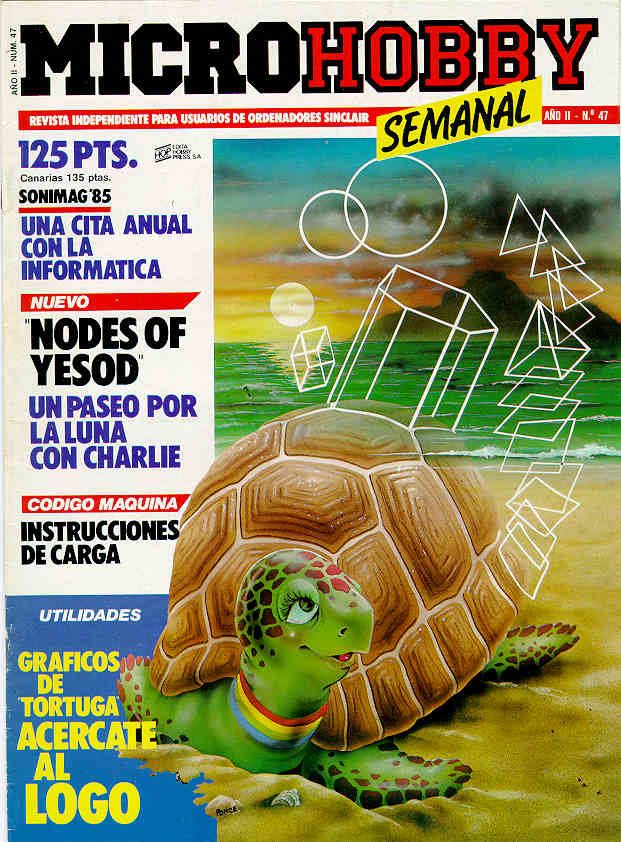 AÑO II - NUM. 47
MICROHOBBY
SEMANAL
REVISTA INDEPENDIENTE PARA USUARIOS DE ORDENADORES SINCLAIR
AÑO II - N.º 47
125 PTS.
HOP
HOBBY
PRESS, S.A.
Canarias 135 ptas.
SONIMAG'85
UNA CITA ANUAL
CON LA
INFORMATICA
NUEVO
"NODES OF
YESOD"
UN PASEO POR
LA LUNA
CON CHARLIE
CODIGO MAQUINA
INSTRUCCIONES
DE CARGA
UTILIDADES
GRAFICOS
DE
TORTUGA
ACERCATE
AL
LOGO
PONCE